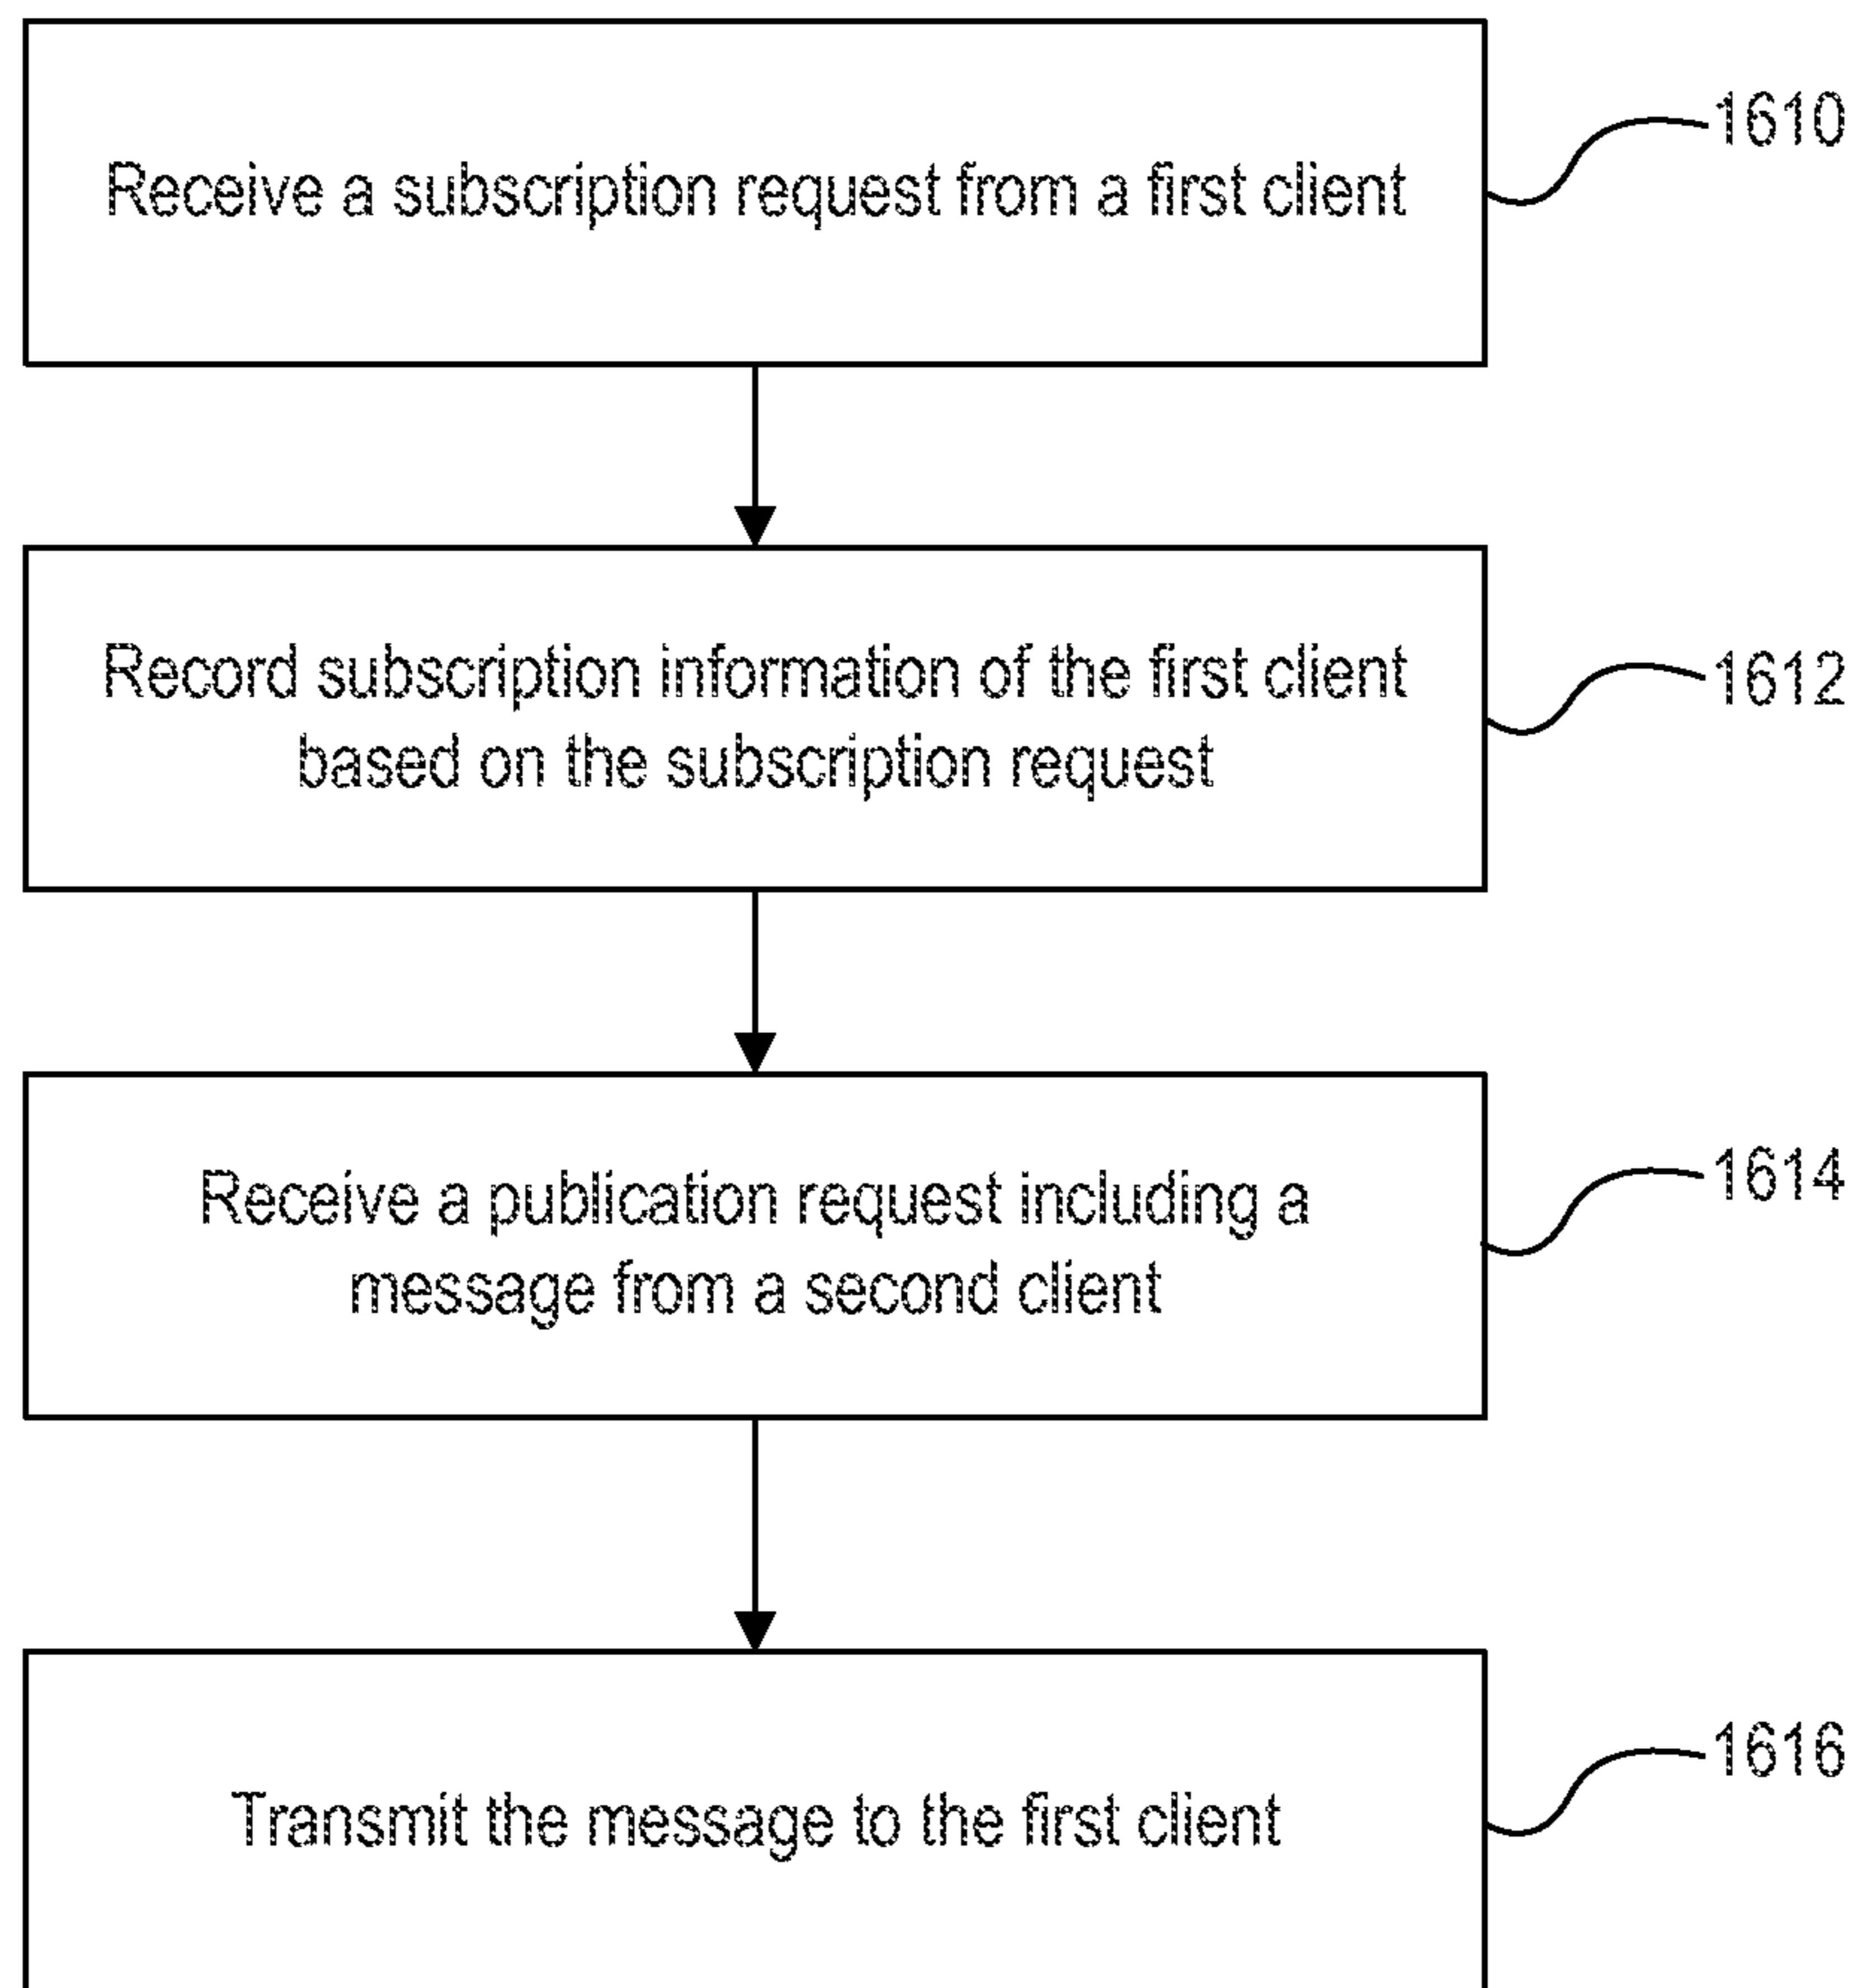 Receive a subscription request from a first client
1610
Record subscription information of the first client
based on the subscription request
1612
Receive a publication request including a
message from a second client
1614
Transmit the message to the first client
1616